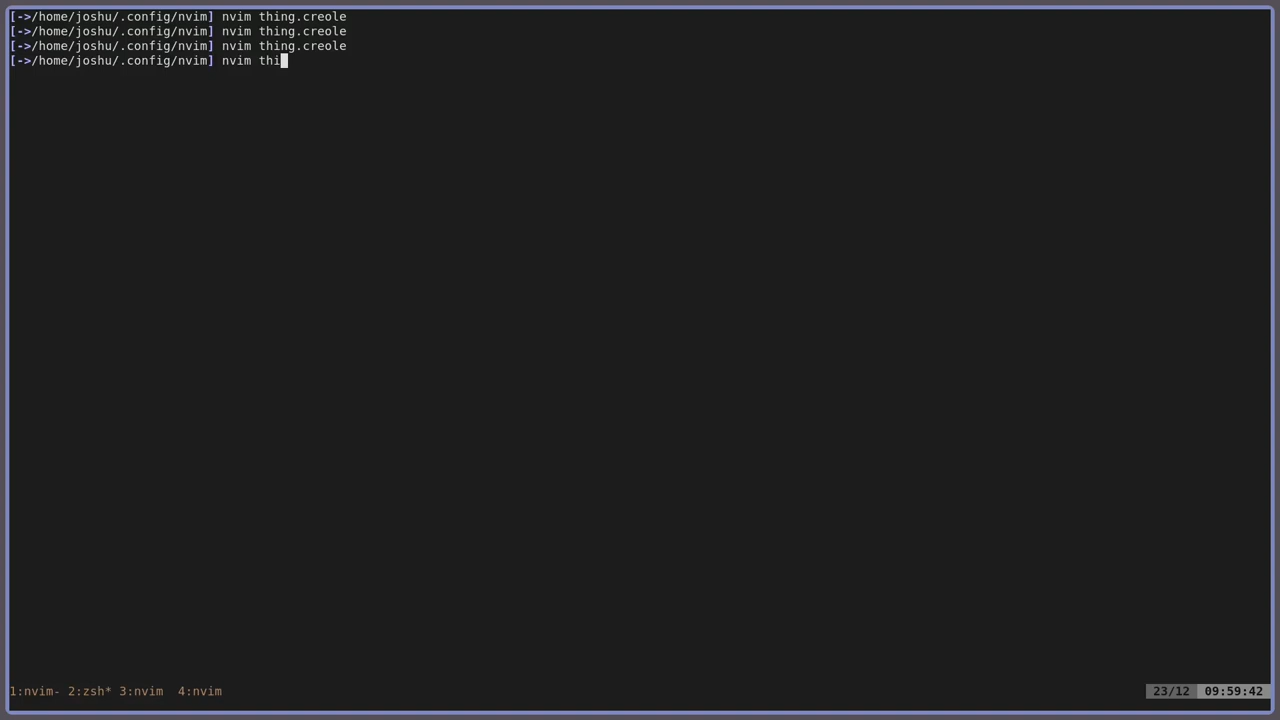 [->/home/joshu/.config/nvim] nvim thing.creole
[->/home/joshu/.config/nvim] nvim thing.creole
[->/home/joshu/.config/nvim] nvim thing.creole
[->/home/joshu/.config/nvim] nvim thi
1:nvim- 2:zsh* 3:nvim  4:nvim 23/12 09:59:42